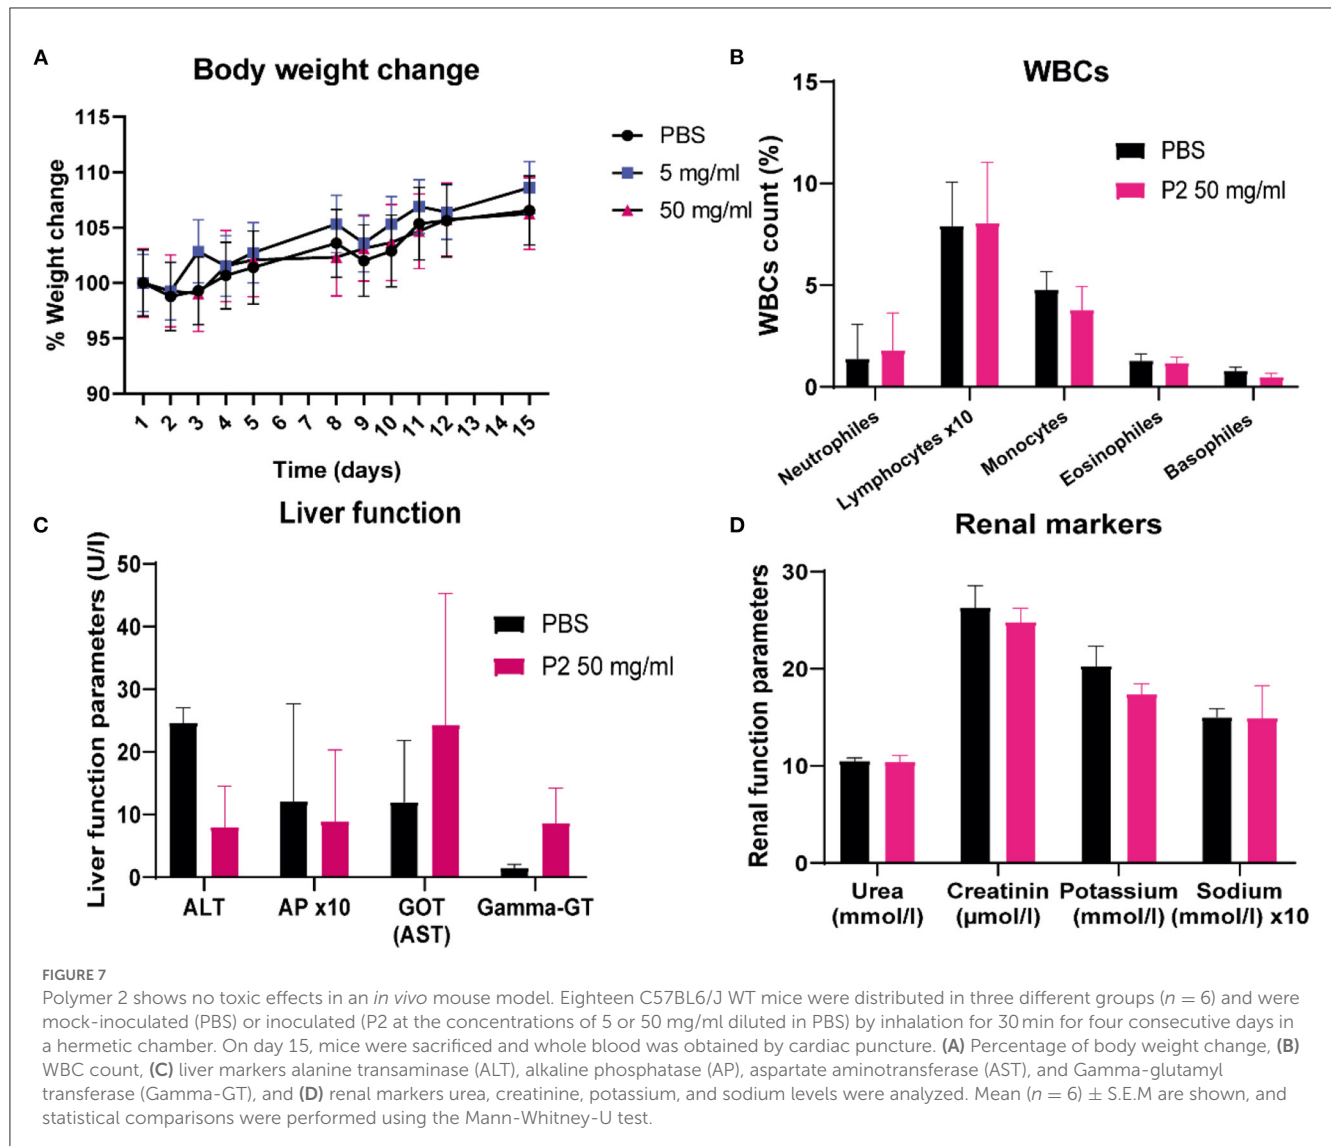 A
Body weight change
% Weight change
115
110
105
100
95
90
1 2 3 4 5 6 7 8 9 10 11 12 13 14 15
Time (days)
PBS
5 mg/ml
50 mg/ml
B
WBCs
WBCs count (%)
15
10
5
0
Neutrophiles
Lymphocytes x10
Monocytes
Eosinophiles
Basophiles
PBS
P2 50 mg/ml
C
Liver function
Liver function parameters (U/l)
50
40
30
20
10
0
ALT
AP x10
GOT
(AST)
Gamma-GT
PBS
P2 50 mg/ml
D
Renal markers
Renal function parameters
30
20
10
0
Urea
(mmol/l)
Creatinin
(µmol/l)
Potassium
(mmol/l)
Sodium
(mmol/l) x10
FIGURE 7
Polymer 2 shows no toxic effects in an in vivo mouse model. Eighteen C57BL6/J WT mice were distributed in three different groups (n = 6) and were
mock-inoculated (PBS) or inoculated (P2 at the concentrations of 5 or 50 mg/ml diluted in PBS) by inhalation for 30 min for four consecutive days in
a hermetic chamber. On day 15, mice were sacrificed and whole blood was obtained by cardiac puncture. (A) Percentage of body weight change, (B)
WBC count, (C) liver markers alanine transaminase (ALT), alkaline phosphatase (AP), aspartate aminotransferase (AST), and Gamma-glutamyl
transferase (Gamma-GT), and (D) renal markers urea, creatinine, potassium, and sodium levels were analyzed. Mean (n = 6) ± S.E.M are shown, and
statistical comparisons were performed using the Mann-Whitney-U test.